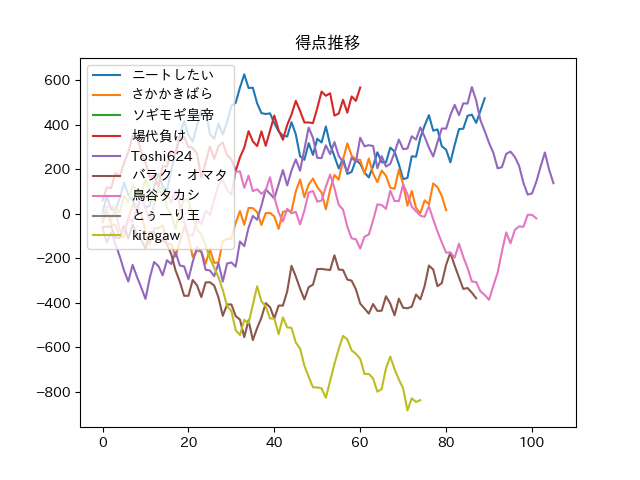 得点推移
600
400
200
0
−200
−400
−600
−800
0
20
40
60
80
100
ニートしたい
さかかきばら
ソギモギ皇帝
場代負け
Toshi624
バラク・オマタ
鳥谷タカシ
とぅーり王
kitagaw